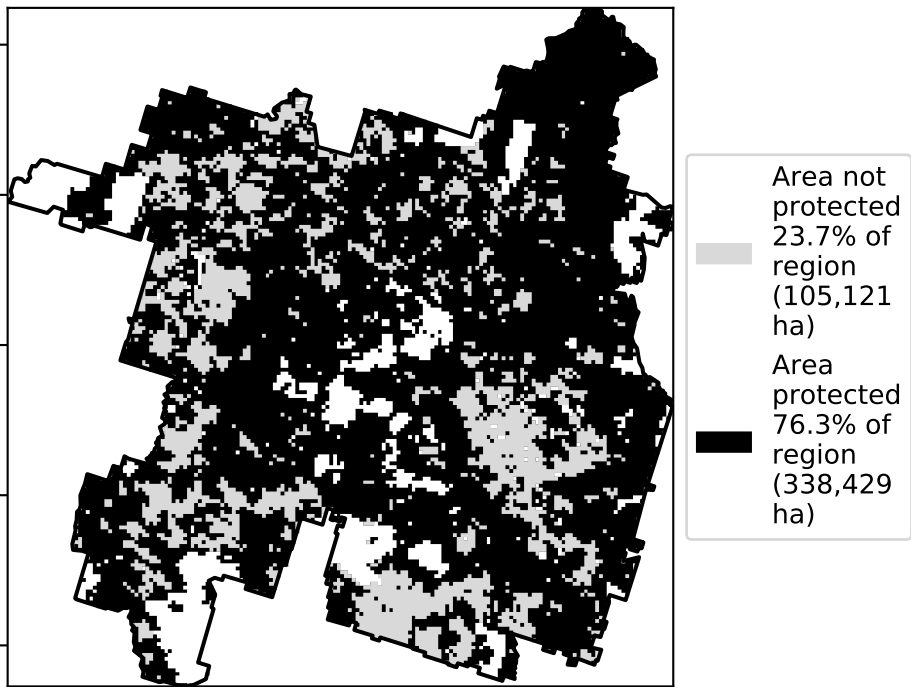 Area not
protected
23.7% of
region
(105,121
ha)
Area
protected
76.3% of
region
(338,429
ha)